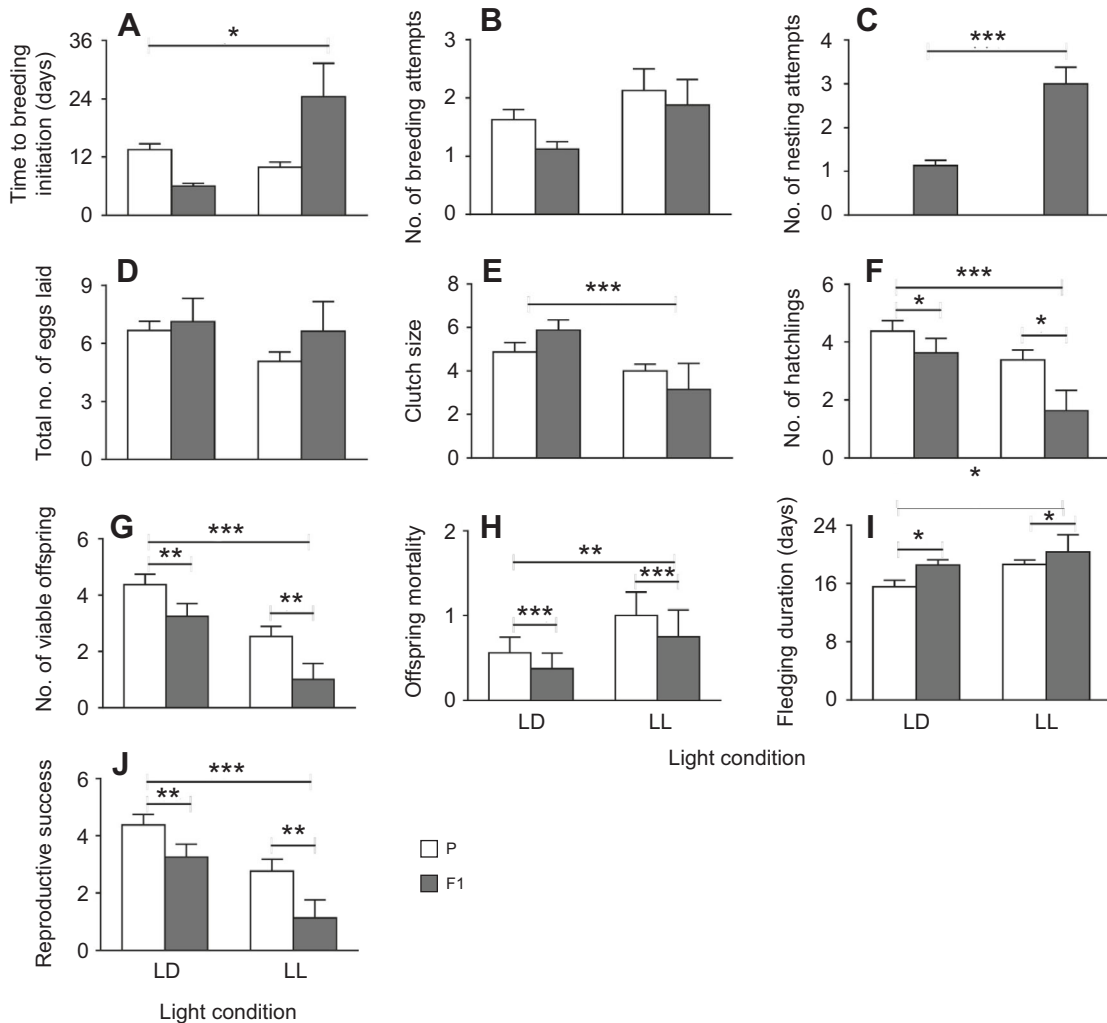 A
*
Time to breeding
initiation (days)
36
24
12
0
B
No. of breeding attempts
3
2
1
0
C
***
No. of nesting attempts
4
3
2
1
0
D
Total no. of eggs laid
9
6
3
0
E
***
Clutch size
8
6
4
2
0
F
***
*
*
No. of hatchlings
6
4
2
0
G
***
**
**
No. of viable offspring
6
4
2
0
H
**
***
***
Offspring mortality
2
1
0
LD
LL
I
*
*
*
Fledging duration (days)
24
16
8
0
LD
LL
Light condition
J
***
**
**
Reproductive success
6
4
2
0
LD
LL
Light condition
P
F1